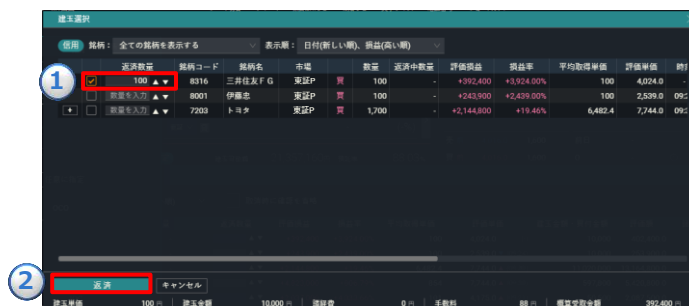 建玉選択
信用 銘柄： 全ての銘柄を表示する 表示順： 日付(新しい順)、損益(高い順)
返済数量 銘柄コード 銘柄名 市場 数量 返済中数量 評価損益 損益率 平均取得単価 評価単価
1
100 ▲ ▼ 8316 三井住友ＦＧ 東証P 買 100 - +392,400 +3,924.00% 100 4,024.0 -
数量を入力 ▲ ▼ 8001 伊藤忠 東証P 買 100 - +243,900 +2,439.00% 100 2,539.0 09:
+ 数量を入力 ▲ ▼ 7203 トヨタ 東証P 買 1,700 - +2,144,800 +19.46% 6,482.4 7,744.0 09:
2
返済 キャンセル
建玉単価 100 円 建玉金額 10,000 円 諸経費 0 円 手数料 88 円 概算受取金額 392,400